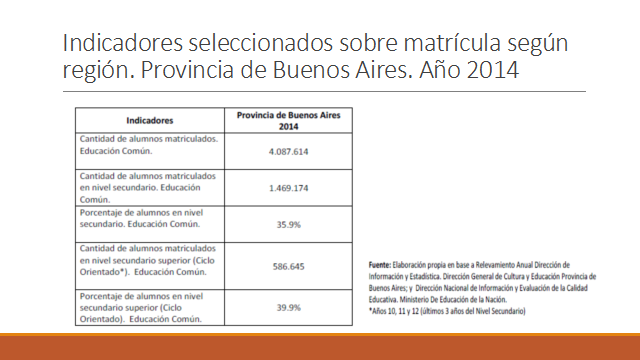 Indicadores seleccionados sobre matrícula según
región. Provincia de Buenos Aires. Año 2014
Indicadores
Provincia de Buenos Aires
2014
Cantidad de alumnos matriculados.
Educación Común.
4.087.614
Cantidad de alumnos matriculados
en nivel secundario. Educación
Común.
1.469.174
Porcentaje de alumnos en nivel
secundario. Educación Común.
35.9%
Cantidad de alumnos matriculados
en nivel secundario superior (Ciclo
Orientado*). Educación Común.
586.645
Porcentaje de alumnos en nivel
secundario superior (Ciclo
Orientado). Educación Común.
39.9%
Fuente: Elaboración propia en base a Relevamiento Anual Dirección de
Información y Estadística. Dirección General de Cultura y Educación Provincia de
Buenos Aires; y Dirección Nacional de Información y Evaluación de la Calidad
Educativa. Ministerio De Educación de la Nación.
*Años 10, 11 y 12 (últimos 3 años del Nivel Secundario)